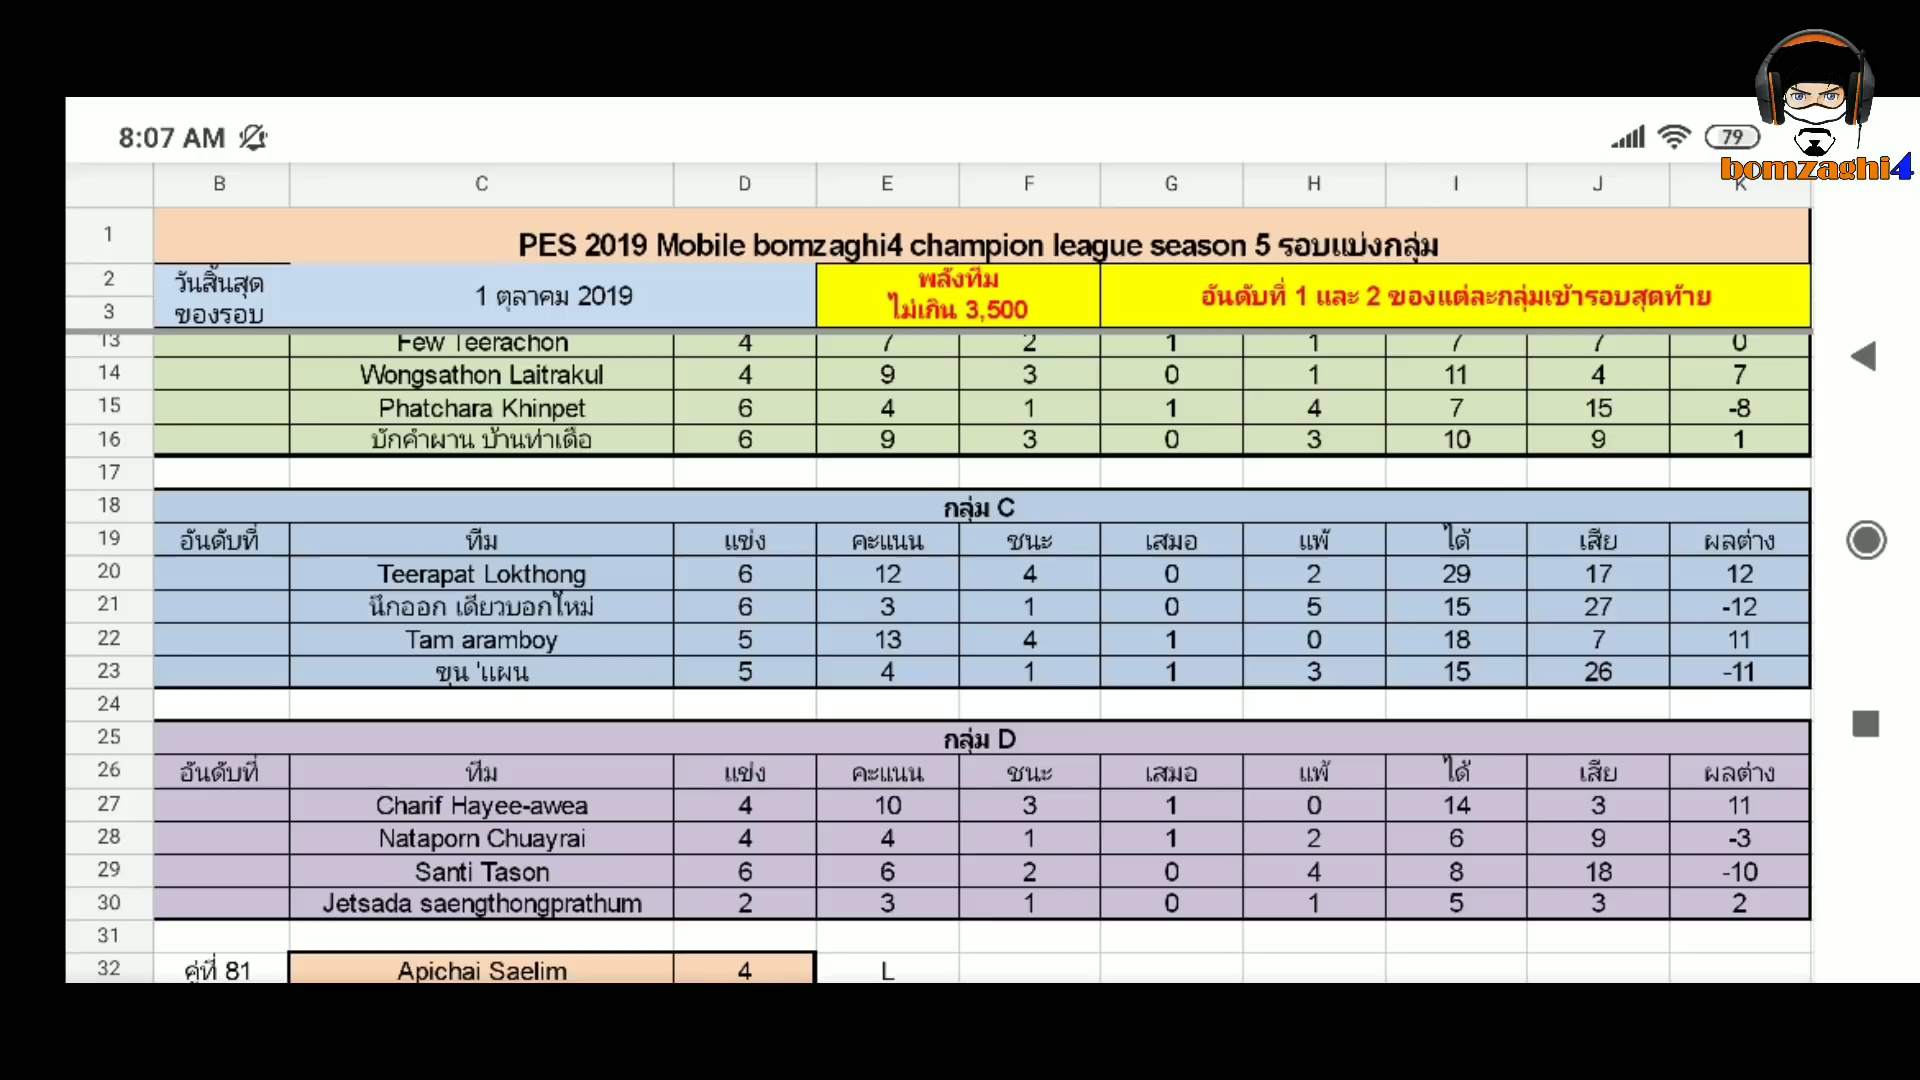 8:07 AM 79
bomzaghi4
B C D E F G H I J K
1 PES 2019 Mobile bomzaghi4 champion league season 5 รอบแบ่งกลุ่ม
2 วันสิ้นสุด พลังทีม
1 ตุลาคม 2019 อันดับที่ 1 และ 2 ของแต่ละกลุ่มเข้ารอบสุดท้าย
3 ของรอบ ไม่เกิน 3,500
13 Few Teerachon 4 7 2 1 1 7 7 0
14 Wongsathon Laitrakul 4 9 3 0 1 11 4 7
15 Phatchara Khinpet 6 4 1 1 4 7 15 -8
16 บักคำผาน บ้านท่าเดื่อ 6 9 3 0 3 10 9 1
17
18 กลุ่ม C
19 อันดับที่ ทีม แข่ง คะแนน ชนะ เสมอ แพ้ ได้ เสีย ผลต่าง
20 Teerapat Lokthong 6 12 4 0 2 29 17 12
21 นึกออก เดียวบอกใหม่ 6 3 1 0 5 15 27 -12
22 Tam aramboy 5 13 4 1 0 18 7 11
23 ขุน 'แผน 5 4 1 1 3 15 26 -11
24
25 กลุ่ม D
26 อันดับที่ ทีม แข่ง คะแนน ชนะ เสมอ แพ้ ได้ เสีย ผลต่าง
27 Charif Hayee-awea 4 10 3 1 0 14 3 11
28 Nataporn Chuayrai 4 4 1 1 2 6 9 -3
29 Santi Tason 6 6 2 0 4 8 18 -10
30 Jetsada saengthongprathum 2 3 1 0 1 5 3 2
31
32 คู่ที่ 81 Apichai Saelim 4 L